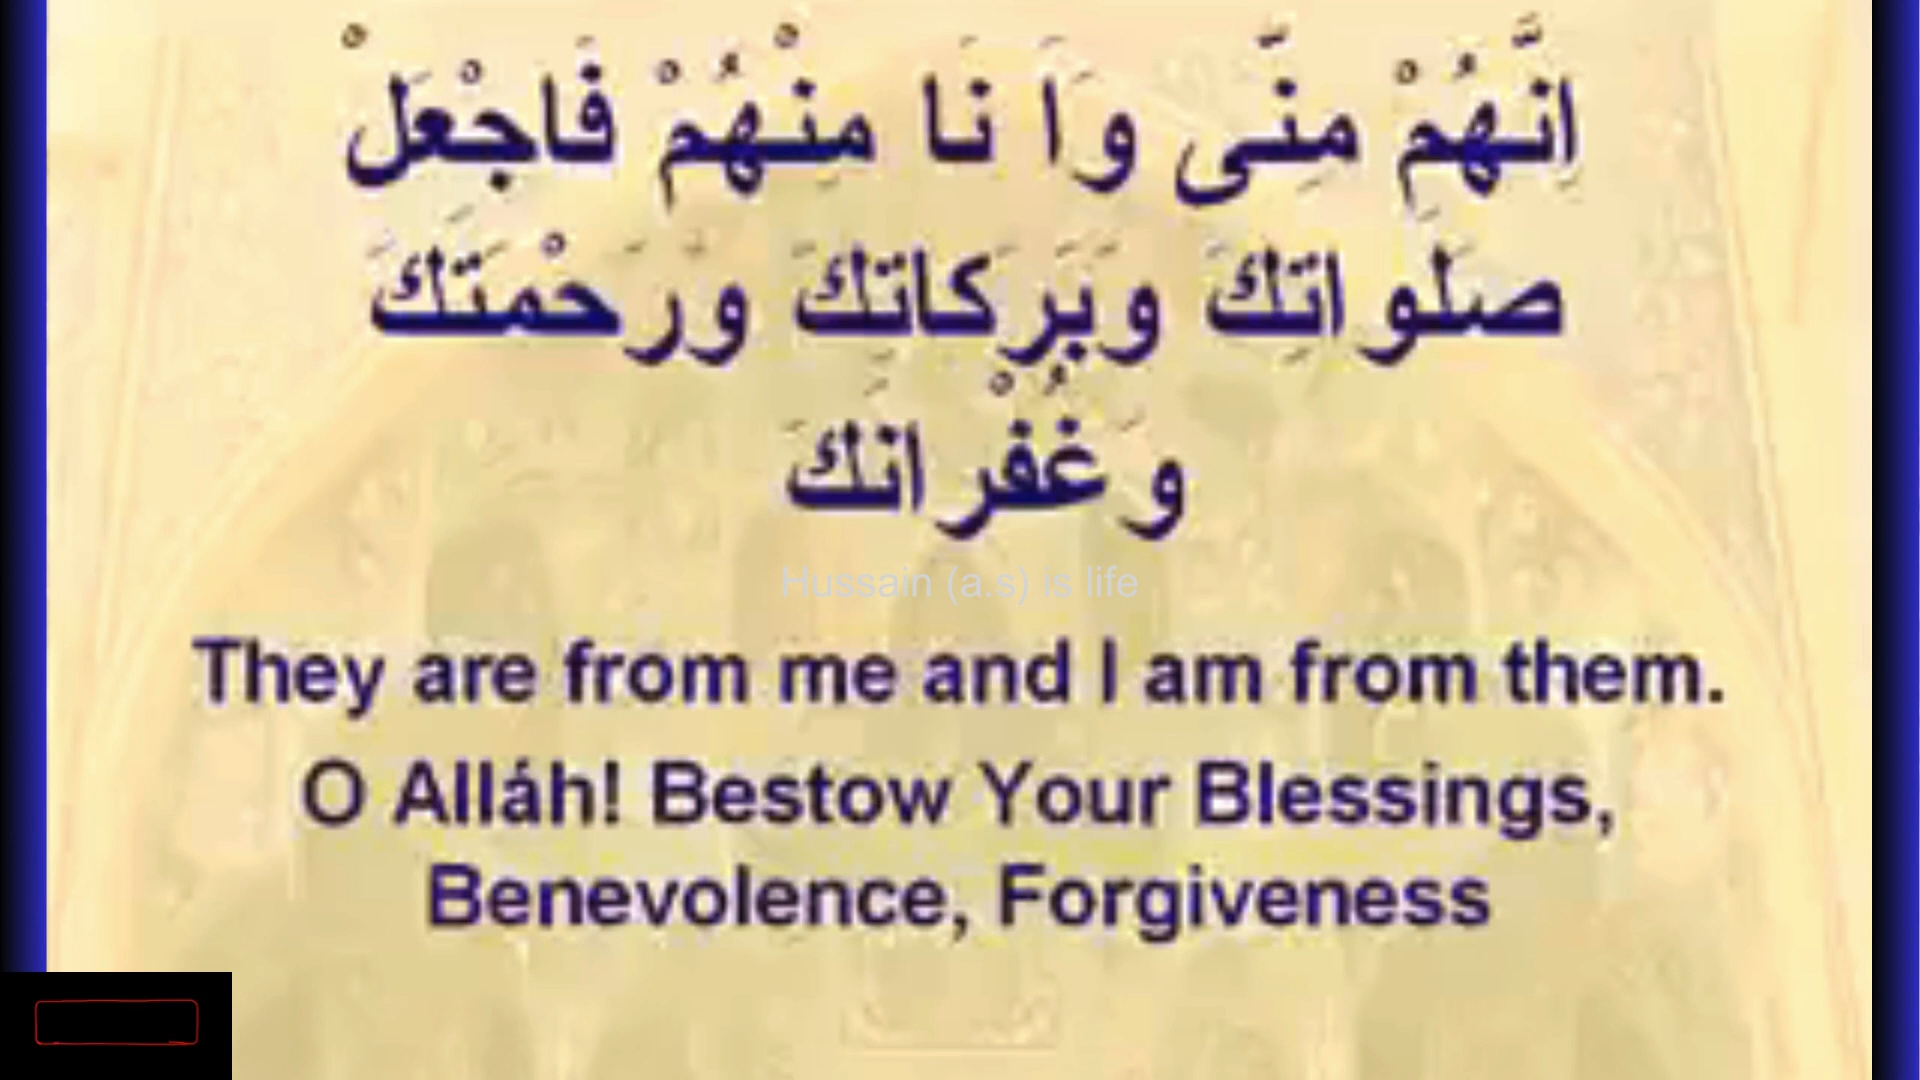 اِنَّهُمْ مِنّى وَاَ نَا مِنْهُمْ فَاجْعَلْ
صَلَواتِكَ وَبَرَكاتِكَ وَرَحْمَتَكَ
وَغُفْرانَكَ
Hussain (a.s) is life
They are from me and I am from them.
O Alláh! Bestow Your Blessings,
Benevolence, Forgiveness